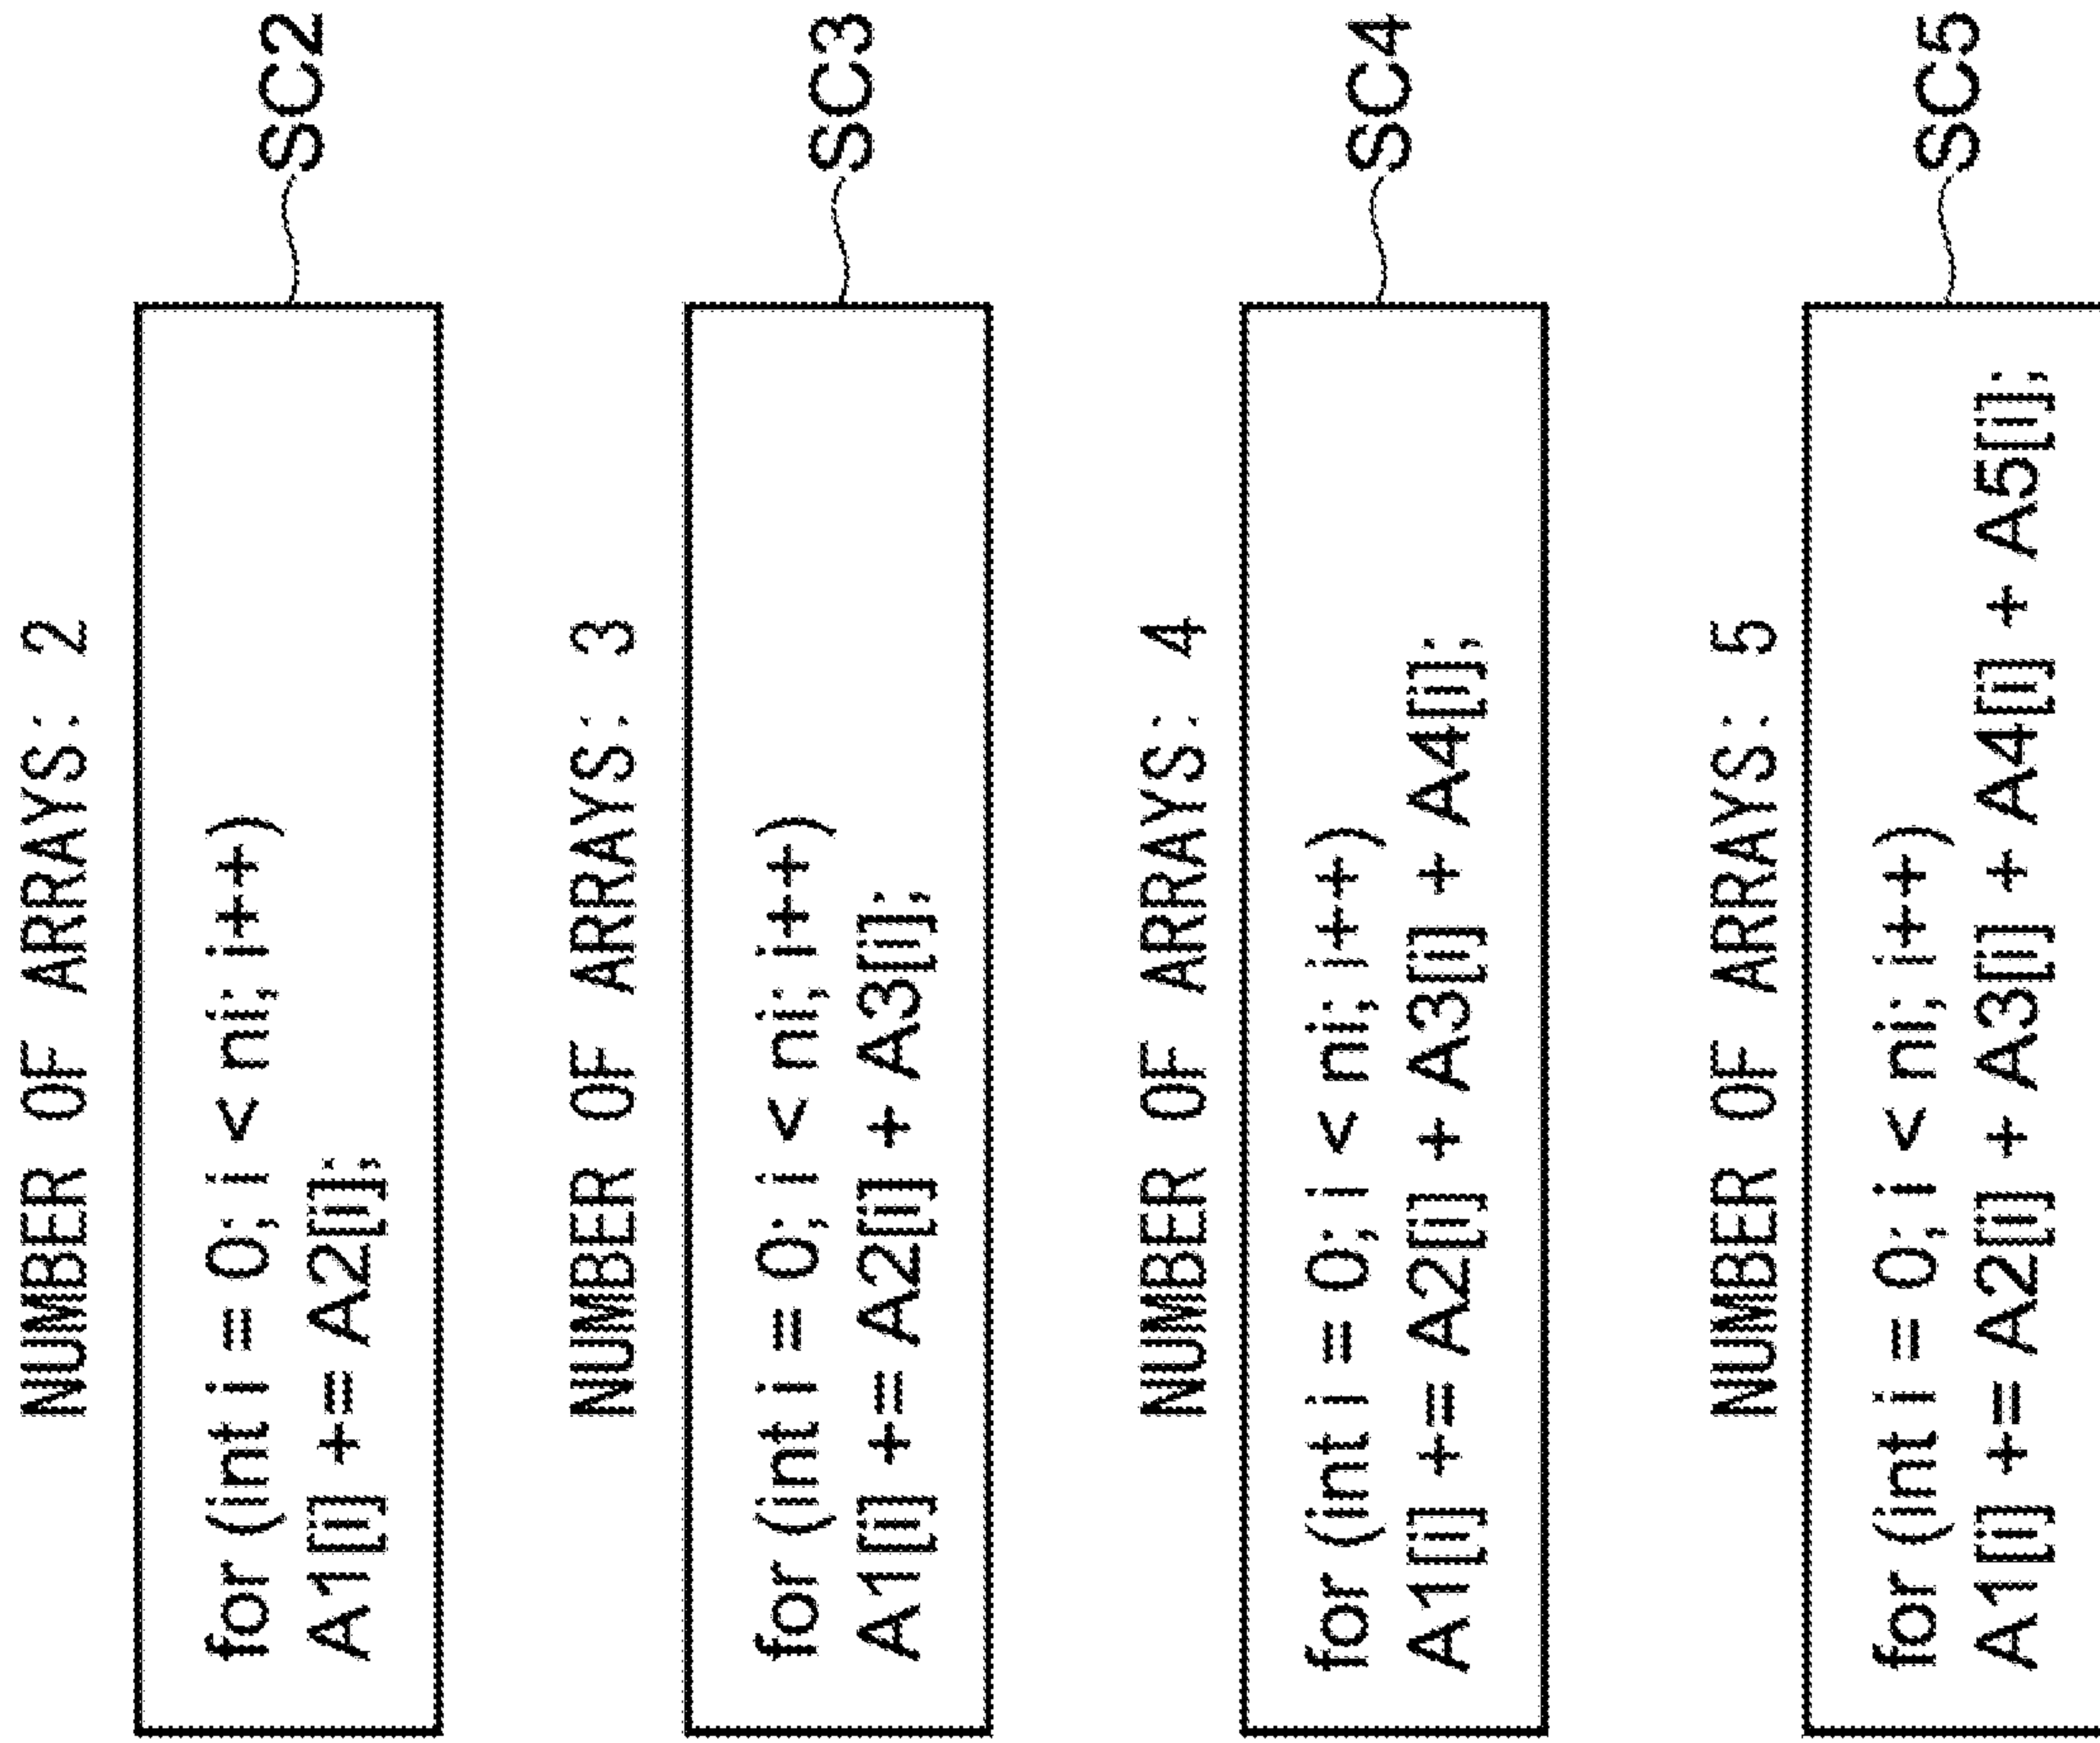 NUMBER OF ARRAYS: 2
for (int i = 0; i < ni; i++)
A1[i] += A2[i];
SC2
NUMBER OF ARRAYS: 3
for (int i = 0; i < ni; i++)
A1[i] += A2[i] + A3[i];
SC3
NUMBER OF ARRAYS: 4
for (int i = 0; i < ni; i++)
A1[i] += A2[i] + A3[i] + A4[i];
SC4
NUMBER OF ARRAYS: 5
for (int i = 0; i < ni; i++)
A1[i] += A2[i] + A3[i] + A4[i] + A5[i];
SC5